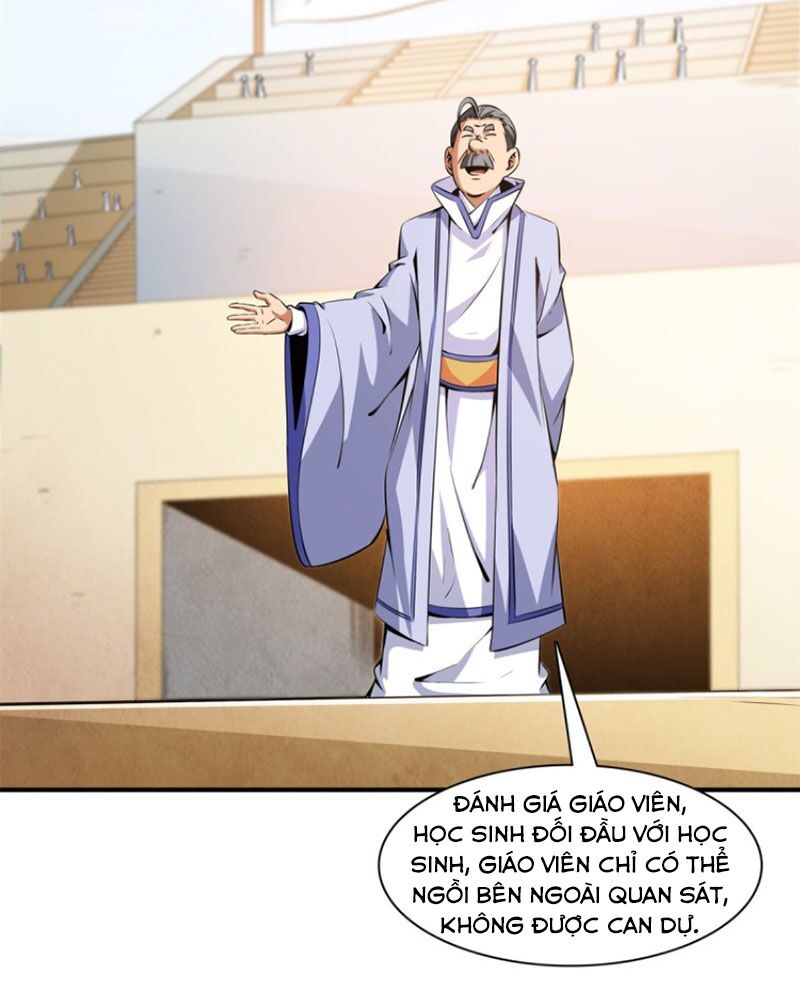 ĐÁNH GIÁ GIÁO VIÊN,
HỌC SINH ĐỐI ĐẦU VỚI HỌC
SINH, GIÁO VIÊN CHỈ CÓ THỂ
NGỒI BÊN NGOÀI QUAN SÁT,
KHÔNG ĐƯỢC CAN DỰ.